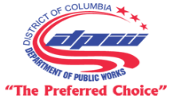 DISTRICT OF COLUMBIA
dpw
DEPARTMENT OF PUBLIC WORKS
"The Preferred Choice"